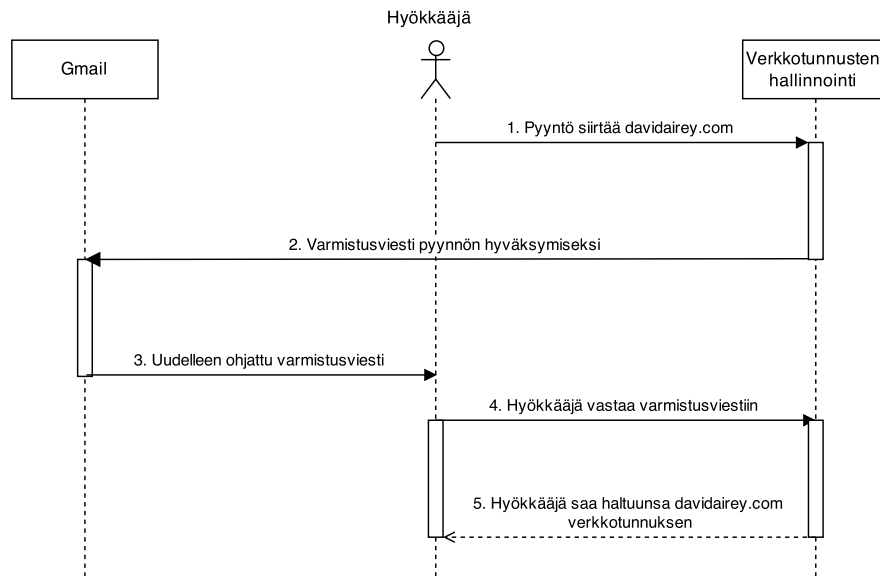 Hyökkääjä
Gmail
Verkkotunnusten
hallinnointi
1. Pyyntö siirtää davidairey.com
2. Varmistusviesti pyynnön hyväksymiseksi
3. Uudelleen ohjattu varmistusviesti
4. Hyökkääjä vastaa varmistusviestiin
5. Hyökkääjä saa haltuunsa davidairey.com
verkkotunnuksen